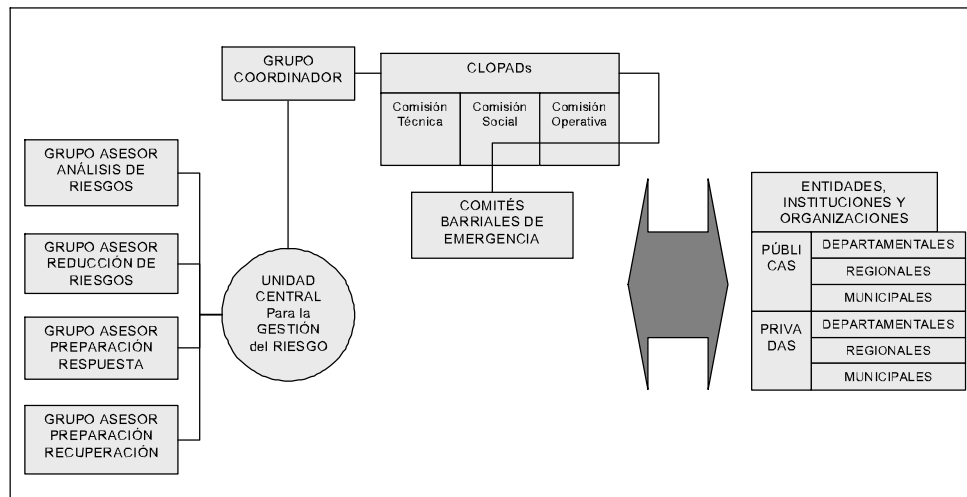 GRUPO
COORDINADOR
CLOPADs
Comisión
Técnica
Comisión
Social
Comisión
Operativa
GRUPO ASESOR
ANÁLISIS DE
RIESGOS
COMITÉS
BARRIALES DE
EMERGENCIA
ENTIDADES,
INSTITUCIONES Y
ORGANIZACIONES
PÚBLI
CAS
DEPARTAMENTALES
REGIONALES
MUNICIPALES
PRIVA
DAS
DEPARTAMENTALES
REGIONALES
MUNICIPALES
GRUPO ASESOR
REDUCCIÓN DE
RIESGOS
UNIDAD
CENTRAL
Para la
GESTIÓN
del RIESGO
GRUPO ASESOR
PREPARACIÓN
RESPUESTA
GRUPO ASESOR
PREPARACIÓN
RECUPERACIÓN